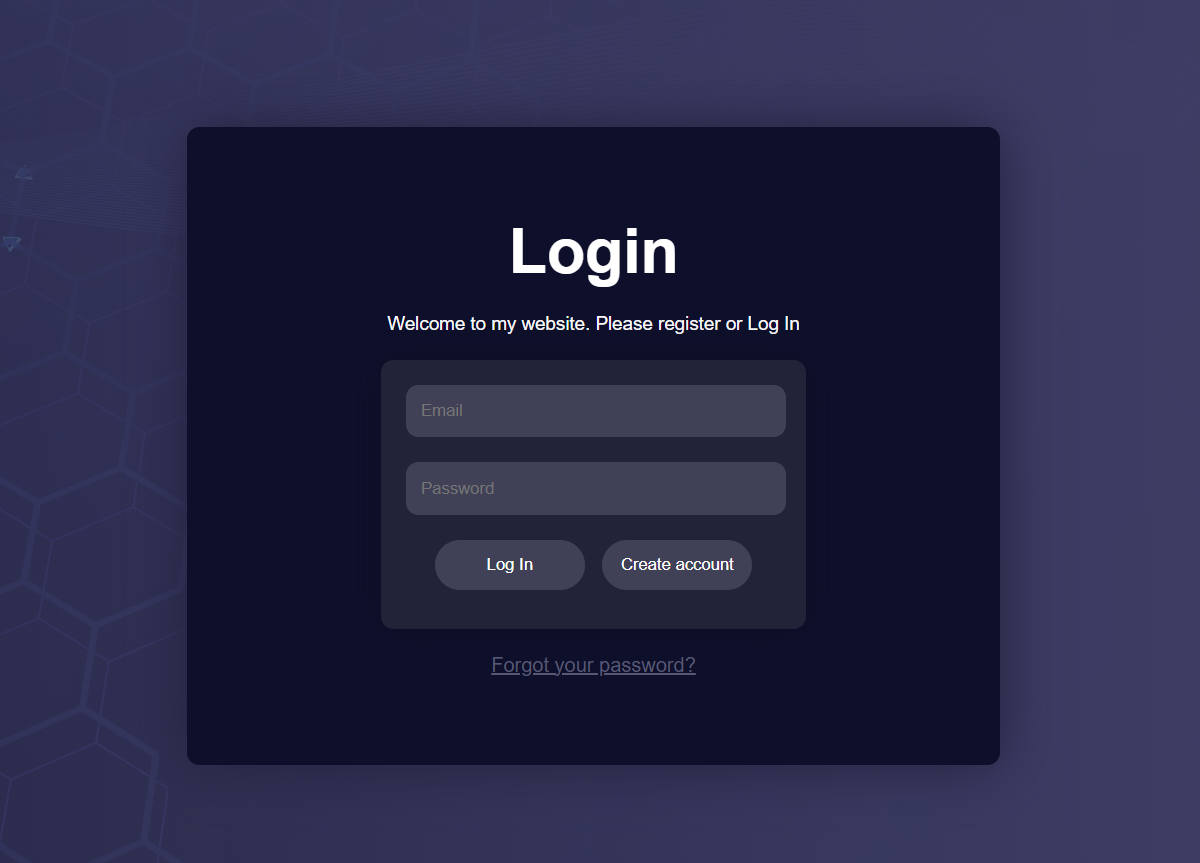 Login
Welcome to my website. Please register or Log In
Email
Password
Log In
Create account
Forgot your password?